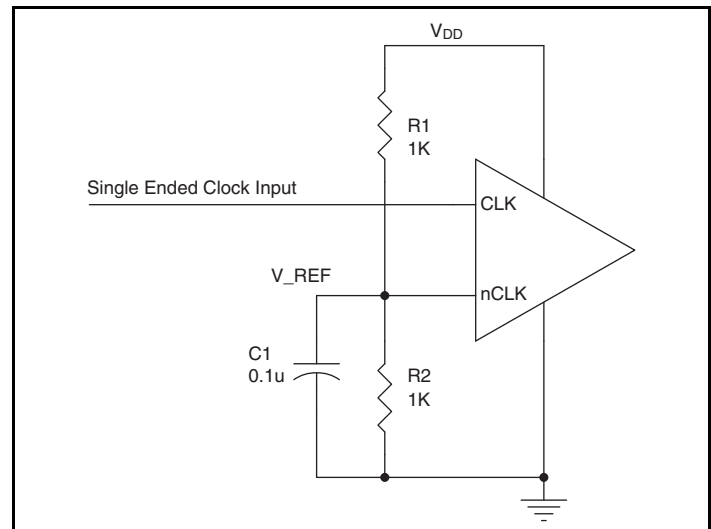 VDD
R1
1K
Single Ended Clock Input
CLK
V_REF
nCLK
C1
0.1u
R2
1K